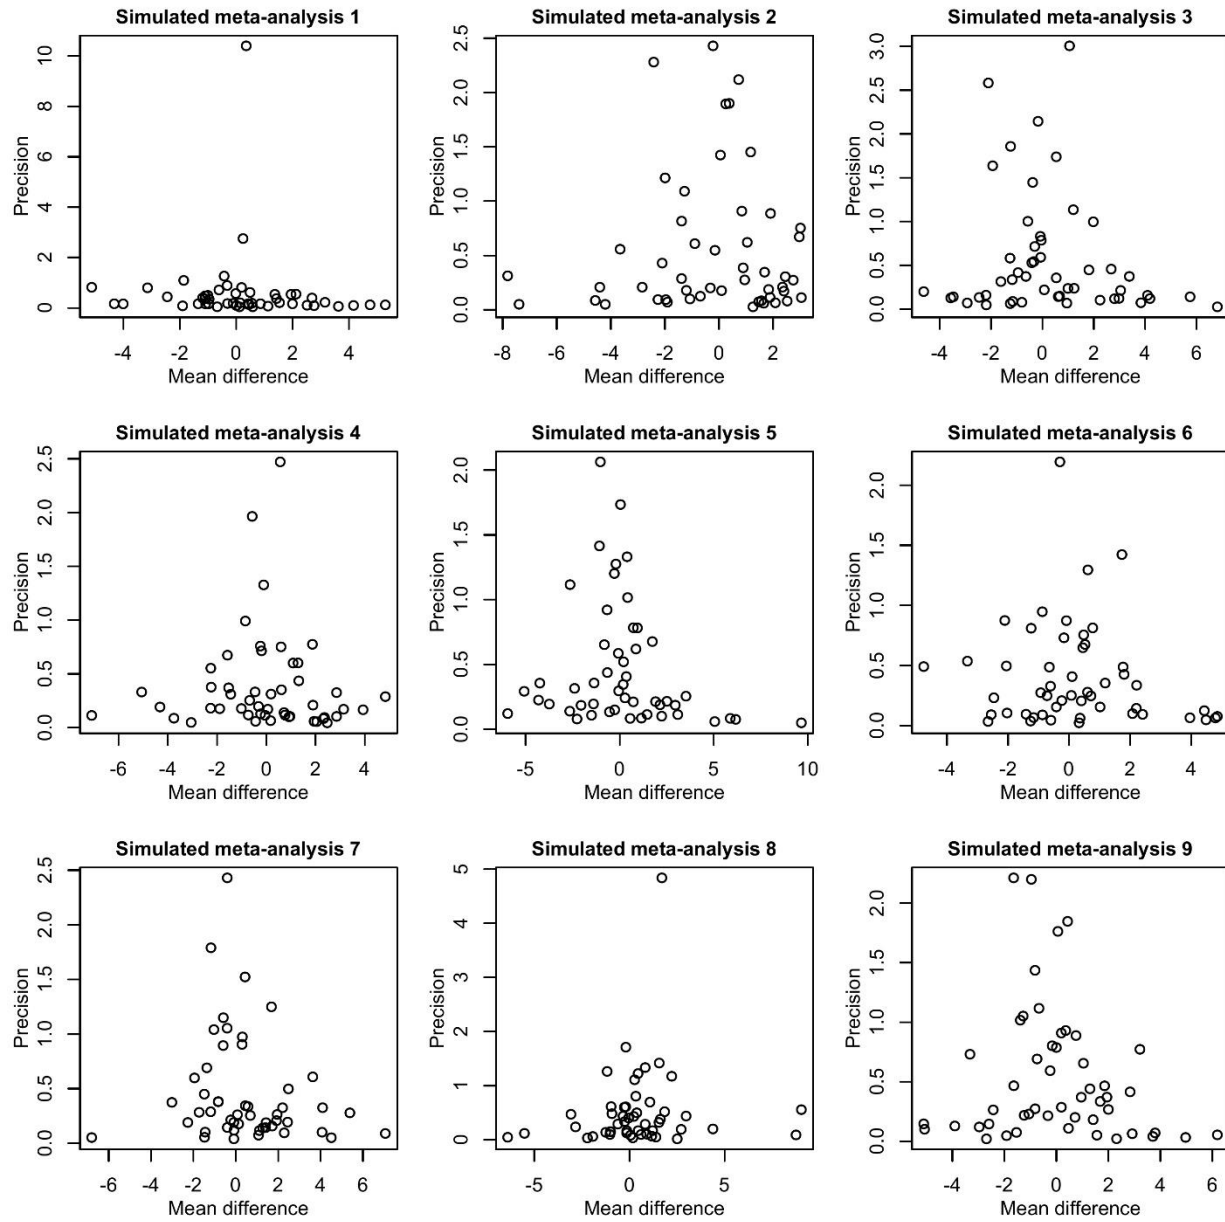 Simulated meta-analysis 1
Precision
10
8
6
4
2
0
-4 -2 0 2 4
Mean difference
Simulated meta-analysis 2
Precision
2.5
2.0
1.5
1.0
0.5
0.0
-8 -6 -4 -2 0 2
Mean difference
Simulated meta-analysis 3
Precision
3.0
2.5
2.0
1.5
1.0
0.5
0.0
-4 -2 0 2 4 6
Mean difference
Simulated meta-analysis 4
Precision
2.5
2.0
1.5
1.0
0.5
0.0
-6 -4 -2 0 2 4
Mean difference
Simulated meta-analysis 5
Precision
2.0
1.5
1.0
0.5
0.0
-5 0 5 10
Mean difference
Simulated meta-analysis 6
Precision
2.0
1.5
1.0
0.5
0.0
-4 -2 0 2 4
Mean difference
Simulated meta-analysis 7
Precision
2.5
2.0
1.5
1.0
0.5
0.0
-6 -4 -2 0 2 4 6
Mean difference
Simulated meta-analysis 8
Precision
5
4
3
2
1
0
-5 0 5
Mean difference
Simulated meta-analysis 9
Precision
2.0
1.5
1.0
0.5
0.0
-4 -2 0 2 4 6
Mean difference